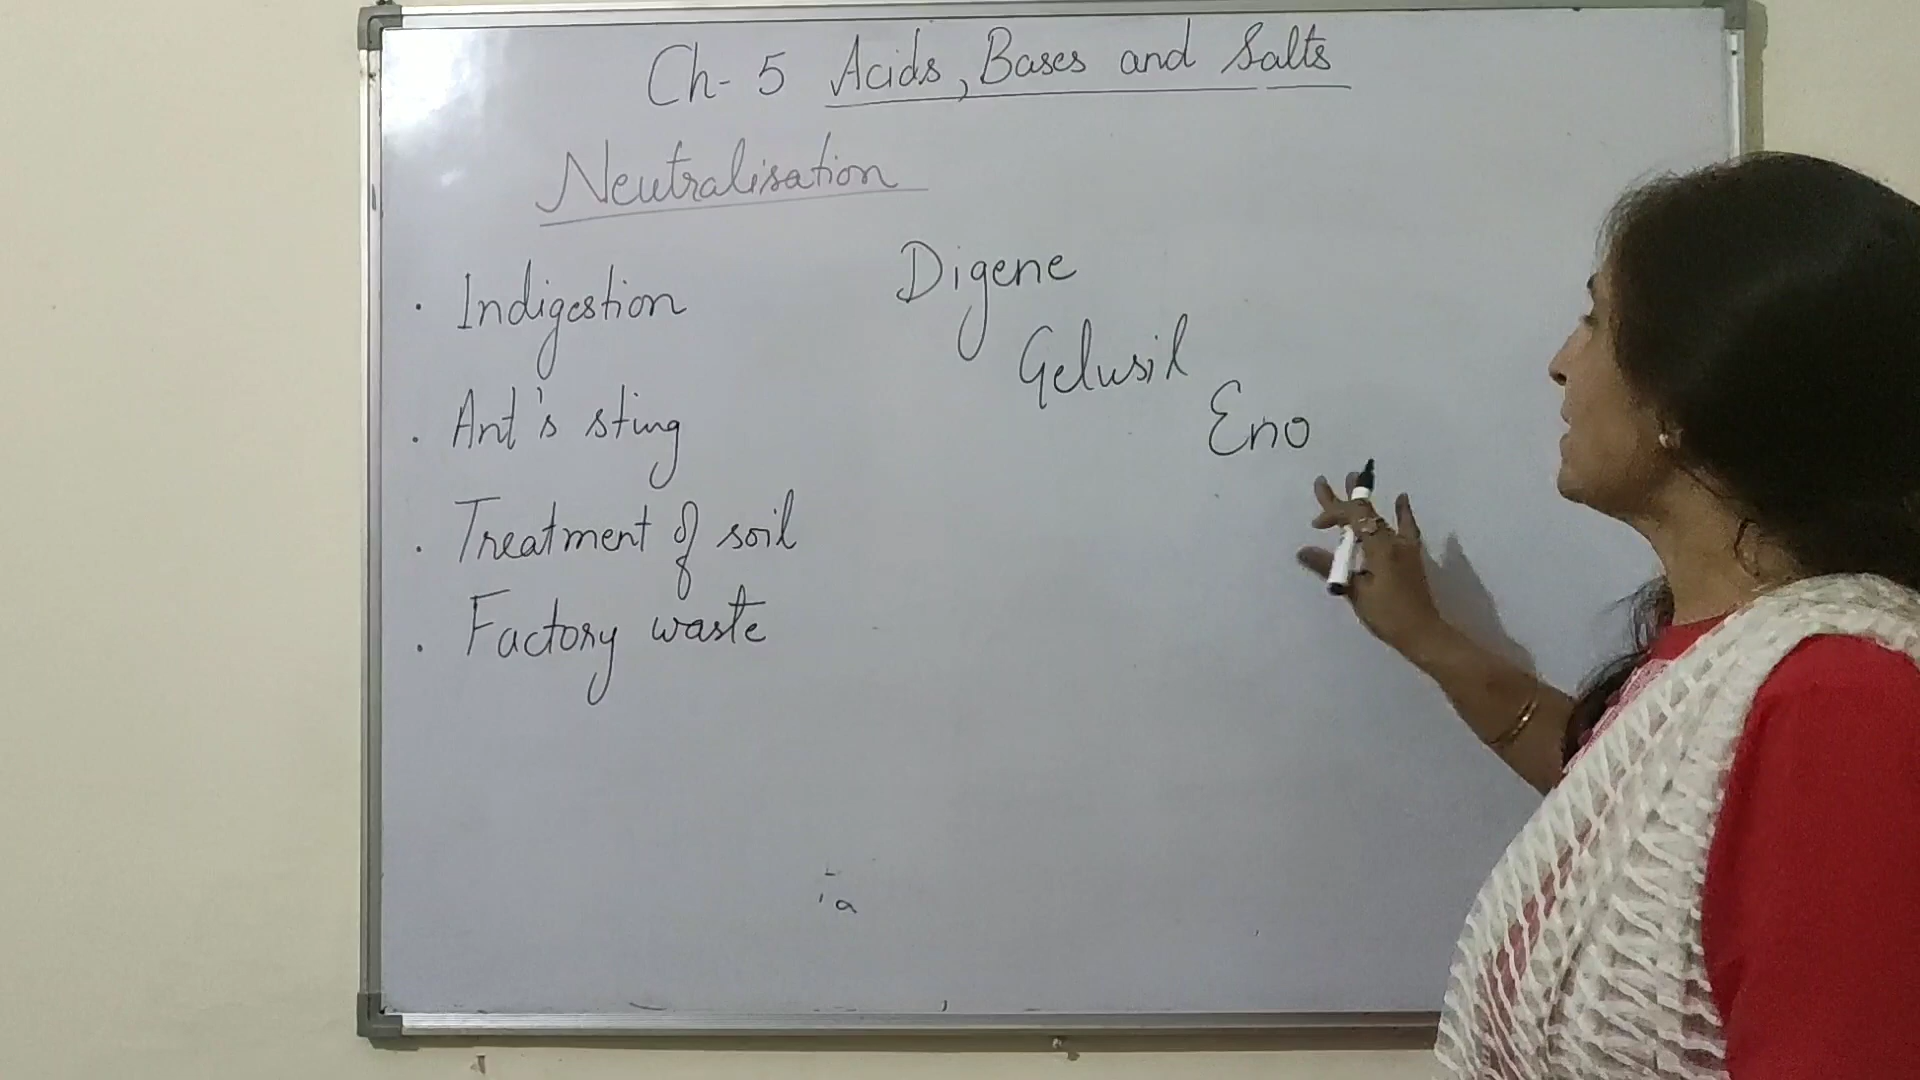 Ch- 5 Acids, Bases and Salts
Neutralisation
. Indigestion
Digene
Gelusil
Eno
. Ant's sting
. Treatment of soil
. Factory waste